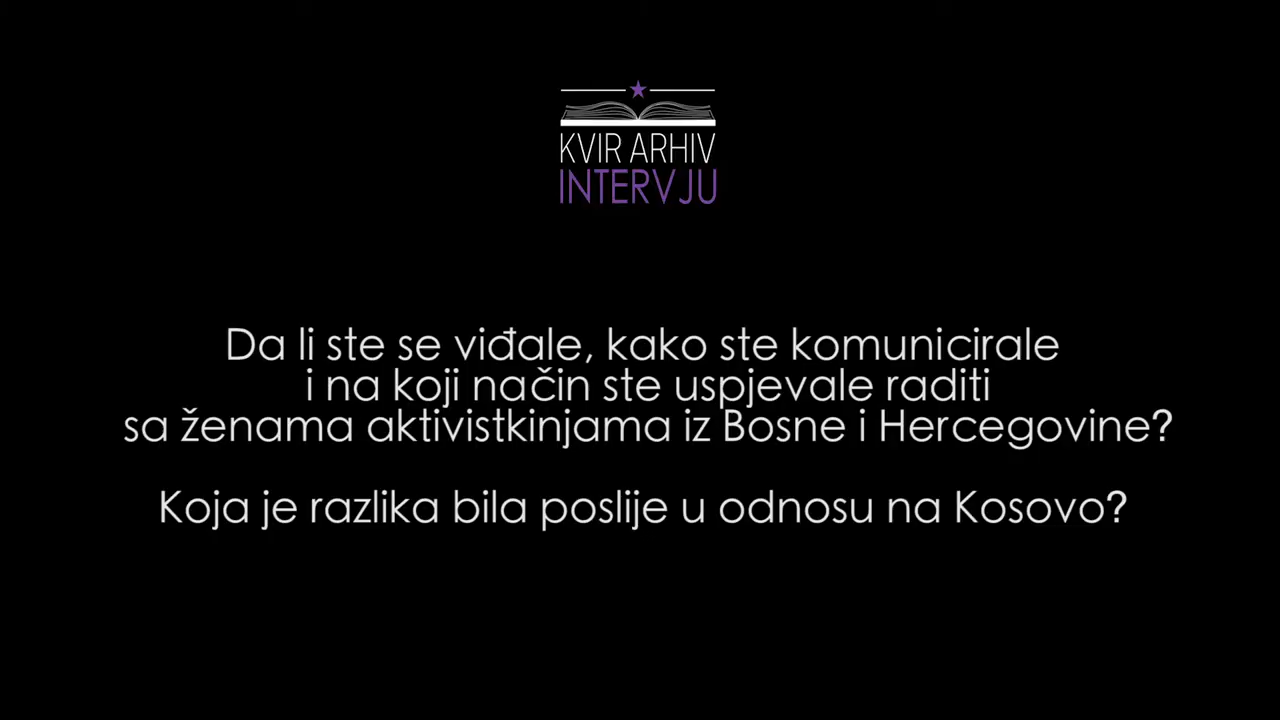 KVIR ARHIV
INTERVJU
Da li ste se viđale, kako ste komunicirale
i na koji način ste uspjevale raditi
sa ženama aktivistkinjama iz Bosne i Hercegovine?
Koja je razlika bila poslije u odnosu na Kosovo?